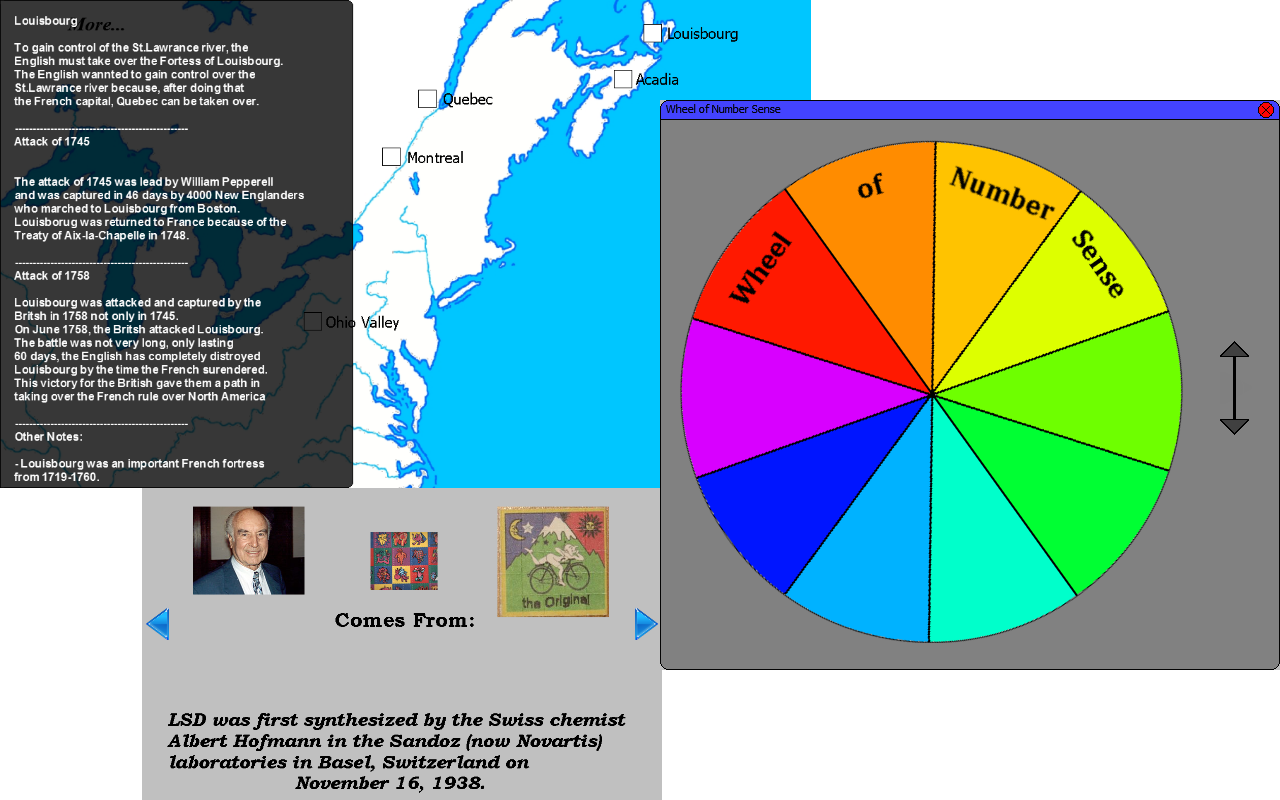 Louisbourg
More...
To gain control of the St.Lawrance river, the
English must take over the Fortess of Louisbourg.
The English wannted to gain control over the
St.Lawrance river because, after doing that
the French capital, Quebec can be taken over.
------------------------------------------------
Attack of 1745
The attack of 1745 was lead by William Pepperell
and was captured in 46 days by 4000 New Englanders
who marched to Louisbourg from Boston.
Louisborug was returned to France because of the
Treaty of Aix-la-Chapelle in 1748.
------------------------------------------------
Attack of 1758
Louisbourg was attacked and captured by the
Britsh in 1758 not only in 1745.
On June 1758, the Britsh attacked Louisbourg.
The battle was not very long, only lasting
60 days, the English has completely distroyed
Louisbourg by the time the French surendered.
This victory for the British gave them a path in
taking over the French rule over North America
------------------------------------------------
Other Notes:
- Louisbourg was an important French fortress
from 1719-1760.
Louisbourg
Acadia
Quebec
Montreal
Ohio Valley
Wheel of Number Sense
Wheel
of
Number
Sense
the Original
Comes From:
LSD was first synthesized by the Swiss chemist
Albert Hofmann in the Sandoz (now Novartis)
laboratories in Basel, Switzerland on
November 16, 1938.